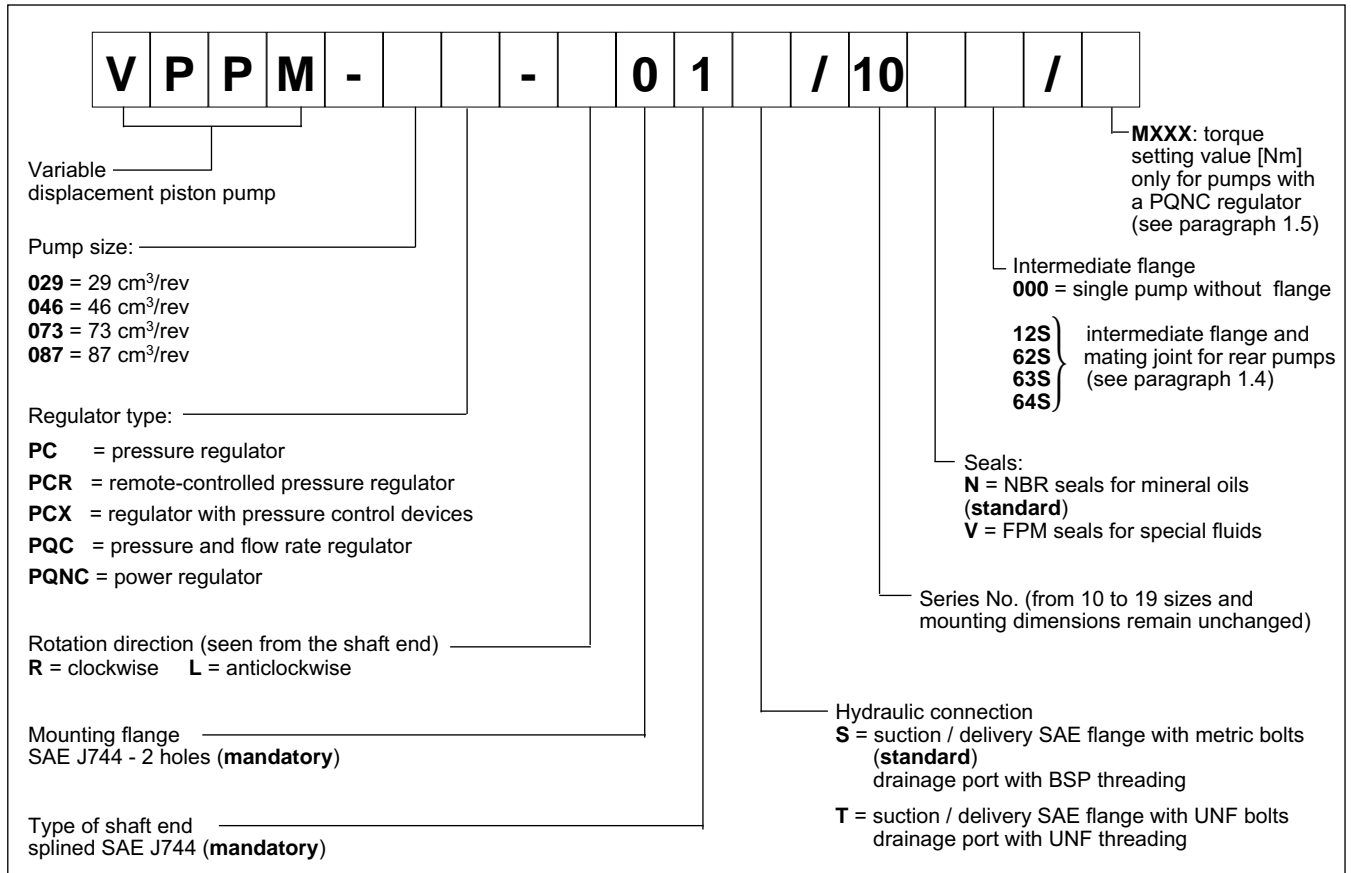 V P P M - - 0 1 / 10 /
Variable
displacement piston pump
Pump size:
029 = 29 cm³/rev
046 = 46 cm³/rev
073 = 73 cm³/rev
087 = 87 cm³/rev
Regulator type:
PC = pressure regulator
PCR = remote-controlled pressure regulator
PCX = regulator with pressure control devices
PQC = pressure and flow rate regulator
PQNC = power regulator
Rotation direction (seen from the shaft end)
R = clockwise L = anticlockwise
Mounting flange
SAE J744 - 2 holes (mandatory)
Type of shaft end
splined SAE J744 (mandatory)
MXXX: torque
setting value [Nm]
only for pumps with
a PQNC regulator
(see paragraph 1.5)
Intermediate flange
000 = single pump without flange
12S
62S
63S
64S
intermediate flange and
mating joint for rear pumps
(see paragraph 1.4)
Seals:
N = NBR seals for mineral oils
(standard)
V = FPM seals for special fluids
Series No. (from 10 to 19 sizes and
mounting dimensions remain unchanged)
Hydraulic connection
S = suction / delivery SAE flange with metric bolts
(standard)
drainage port with BSP threading
T = suction / delivery SAE flange with UNF bolts
drainage port with UNF threading